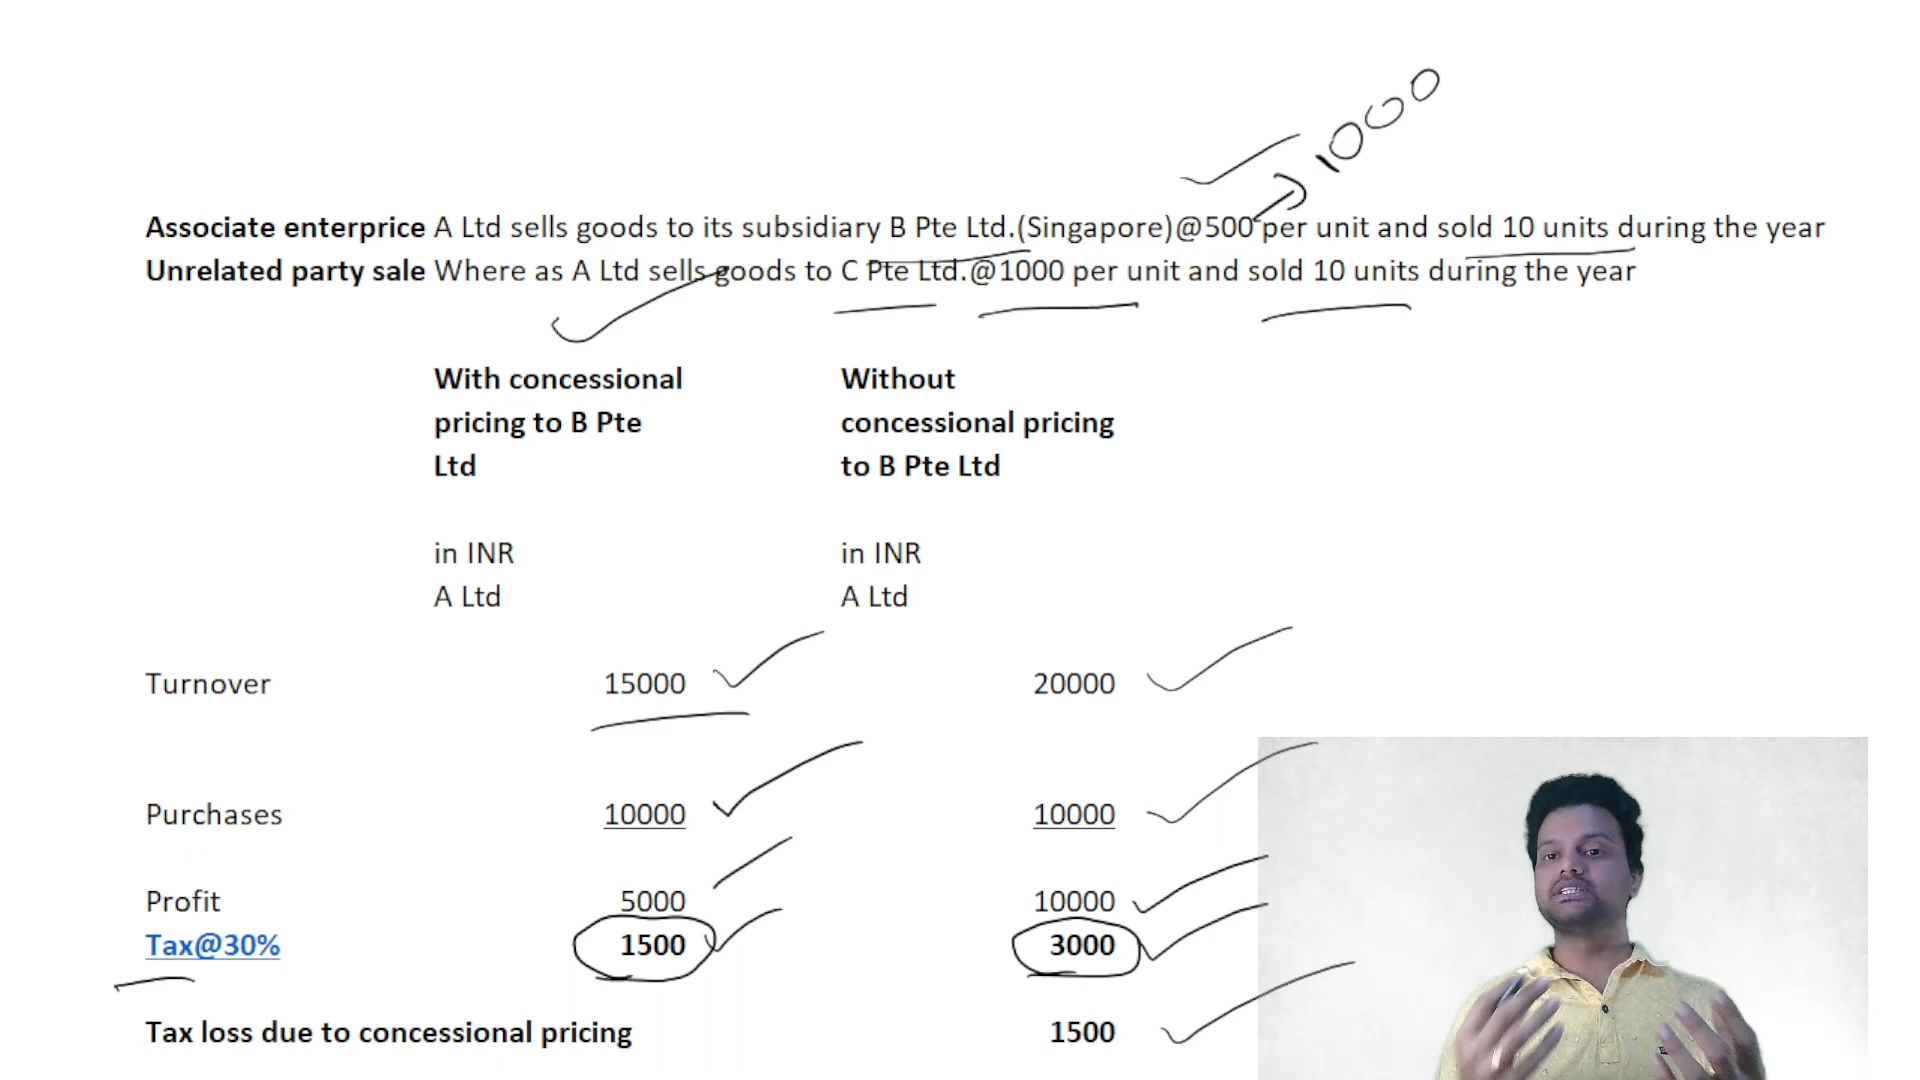 1000
Associate enterprice A Ltd sells goods to its subsidiary B Pte Ltd.(Singapore)@500 per unit and sold 10 units during the year
Unrelated party sale Where as A Ltd sells goods to C Pte Ltd.@1000 per unit and sold 10 units during the year
With concessional Without
pricing to B Pte concessional pricing
Ltd to B Pte Ltd
in INR in INR
A Ltd A Ltd
Turnover 15000 20000
Purchases 10000 10000
Profit 5000 10000
Tax@30% 1500 3000
Tax loss due to concessional pricing 1500